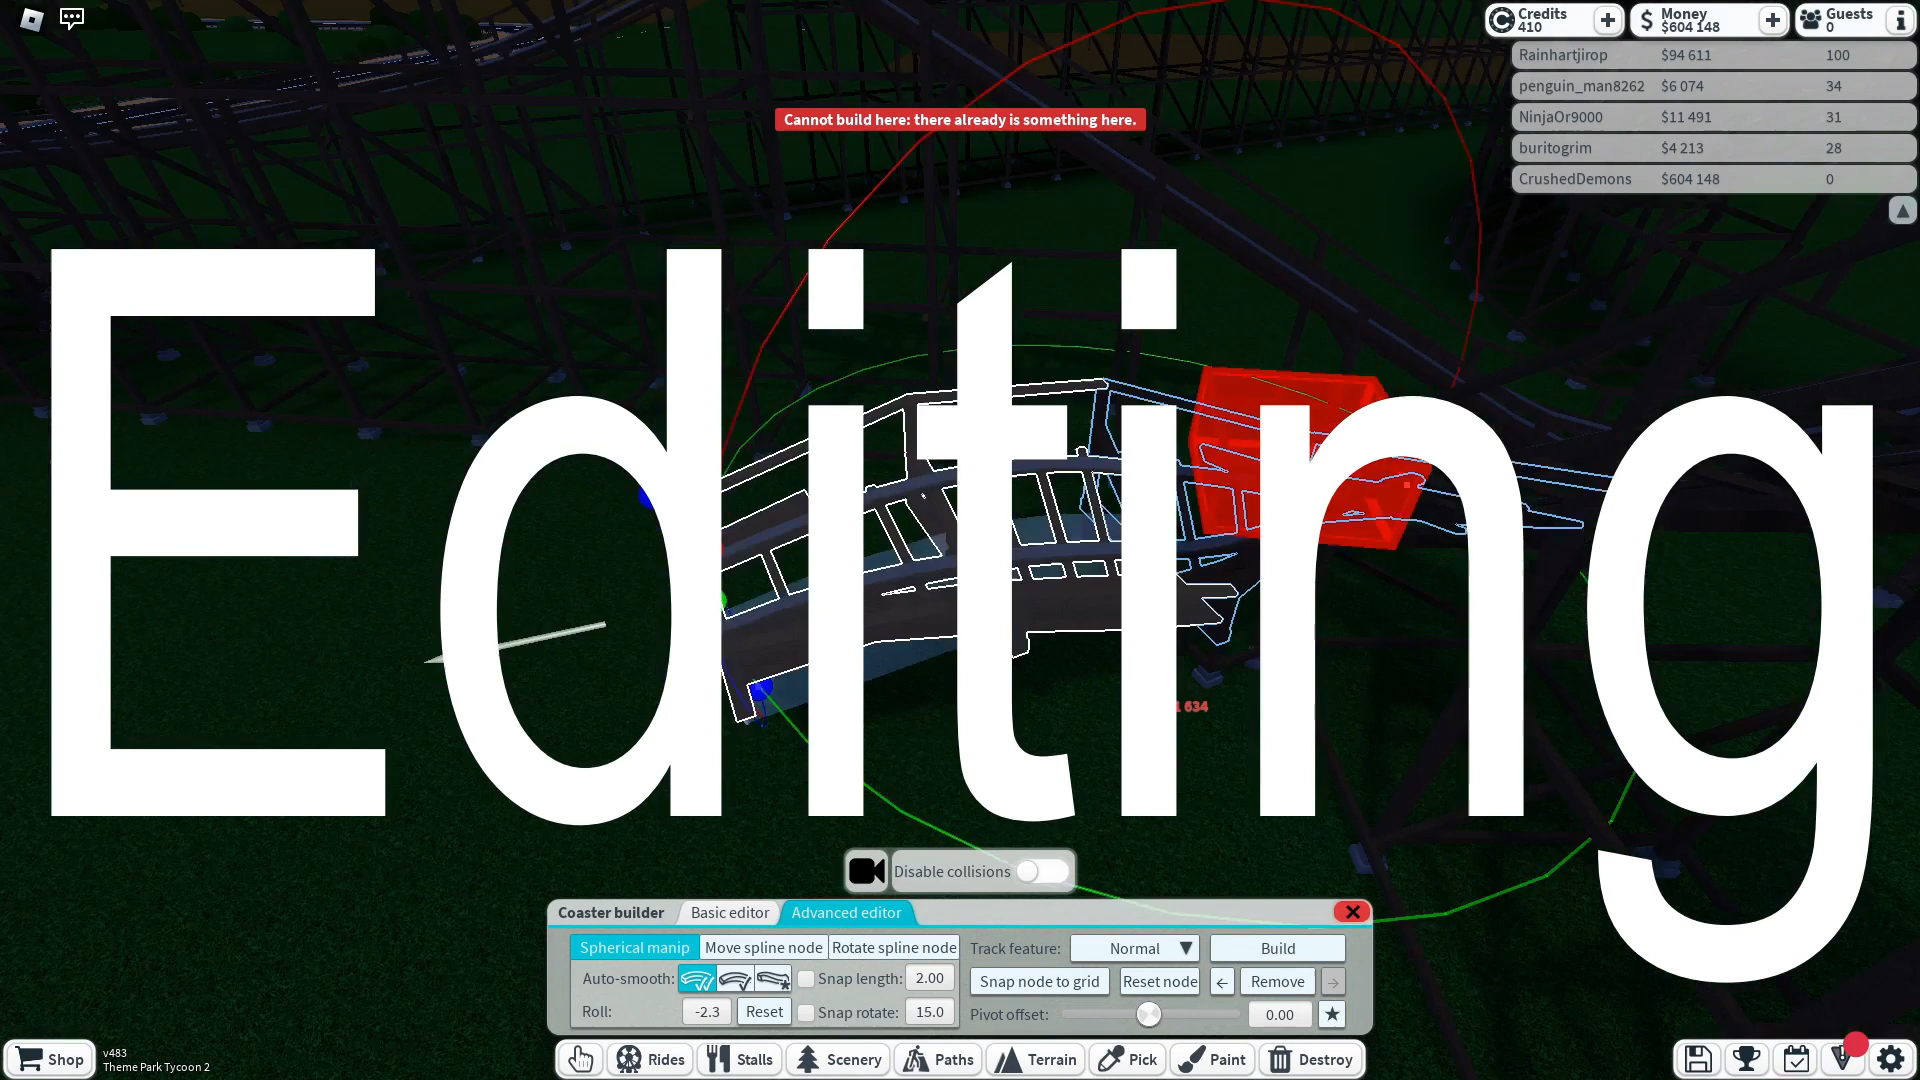 Credits
410
Money
$604 148
Guests
0
Rainhartjirop $94 611 100
penguin_man8262 $6 074 34
NinjaOr9000 $11 491 31
buritogrim $4 213 28
CrushedDemons $604 148 0
Cannot build here: there already is something here.
Editing
1 634
Disable collisions
Coaster builder Basic editor Advanced editor
Spherical manip Move spline node Rotate spline node Track feature: Normal Build
Auto-smooth: Snap length: 2.00 Snap node to grid Reset node ← Remove →
Roll: -2.3 Reset Snap rotate: 15.0 Pivot offset: 0.00
Shop
v483
Theme Park Tycoon 2
Rides Stalls Scenery Paths Terrain Pick Paint Destroy